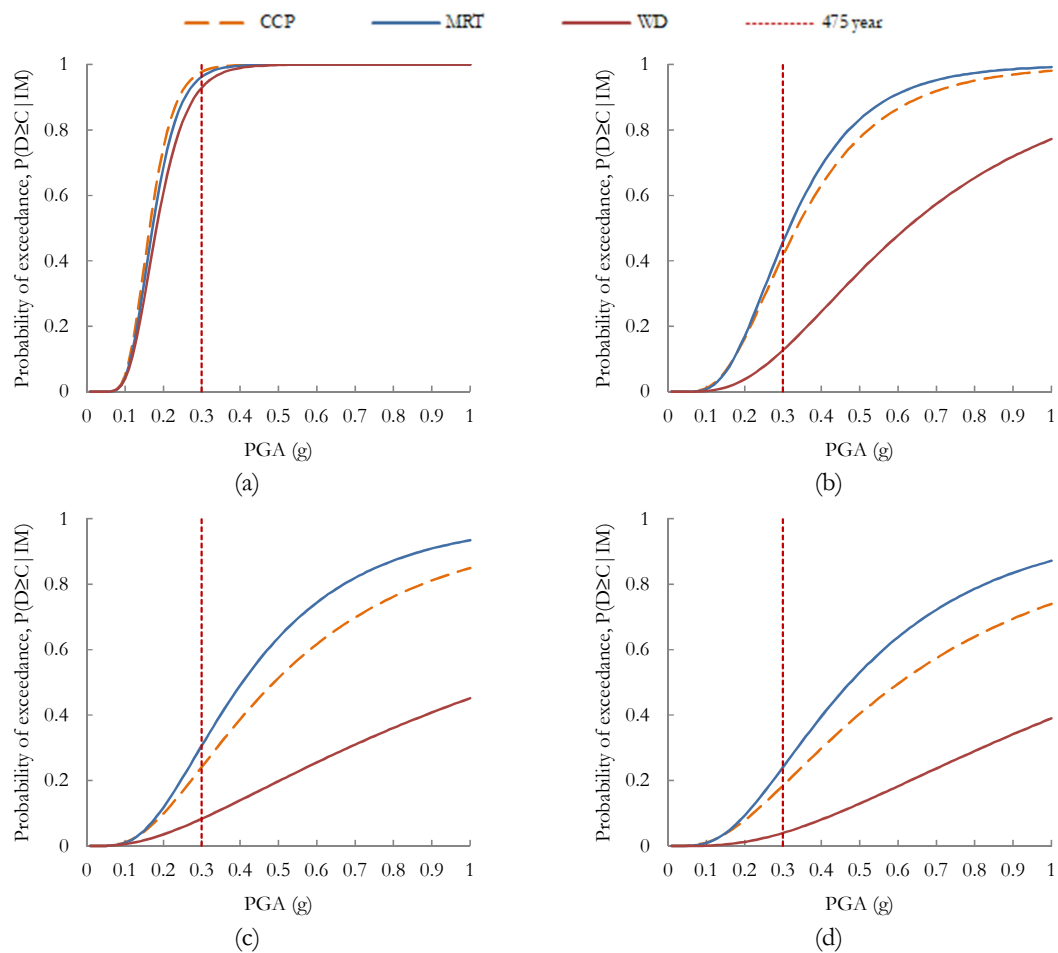 CCP MRT WD 475 year
Probability of exceedance, P(D≥C|IM)
1
0.8
0.6
0.4
0.2
0
0 0.1 0.2 0.3 0.4 0.5 0.6 0.7 0.8 0.9 1
PGA (g)
(a)
Probability of exceedance, P(D≥C|IM)
1
0.8
0.6
0.4
0.2
0
0 0.1 0.2 0.3 0.4 0.5 0.6 0.7 0.8 0.9 1
PGA (g)
(b)
Probability of exceedance, P(D≥C|IM)
1
0.8
0.6
0.4
0.2
0
0 0.1 0.2 0.3 0.4 0.5 0.6 0.7 0.8 0.9 1
PGA (g)
(c)
Probability of exceedance, P(D≥C|IM)
1
0.8
0.6
0.4
0.2
0
0 0.1 0.2 0.3 0.4 0.5 0.6 0.7 0.8 0.9 1
PGA (g)
(d)